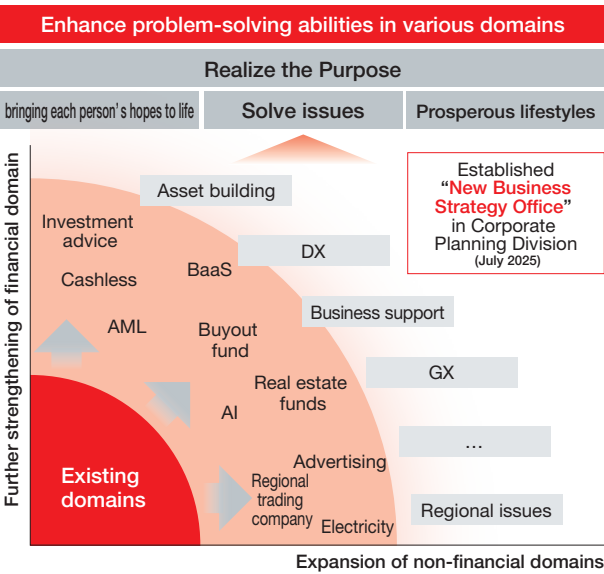 Enhance problem-solving abilities in various domains
Realize the Purpose
bringing each person's hopes to life
Solve issues
Prosperous lifestyles
Further strengthening of financial domain
Established
“New Business
Strategy Office”
in Corporate
Planning Division
(July 2025)
Asset building
Investment
advice
DX
BaaS
Cashless
Business support
AML
Buyout
fund
GX
Real estate
funds
AI
…
Advertising
Existing
domains
Regional
trading
company
Regional issues
Electricity
Expansion of non-financial domains